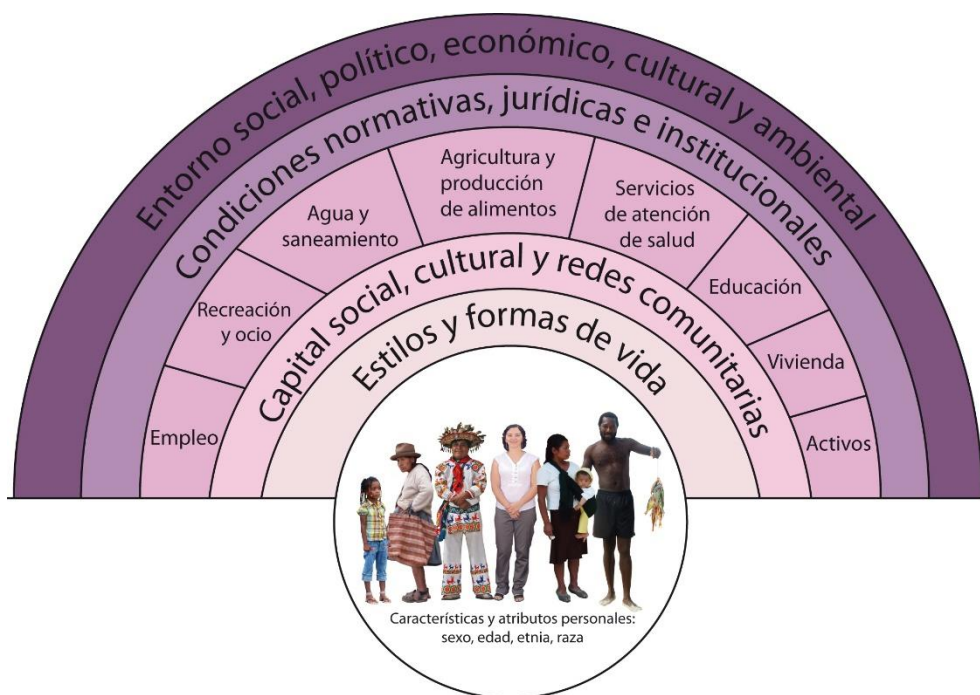 Entorno social, político, económico, cultural y ambiental
Condiciones normativas, jurídicas e institucionales
Empleo
Recreación
y ocio
Agua y
saneamiento
Agricultura y
producción
de alimentos
Servicios
de atención
de salud
Educación
Vivienda
Activos
Capital social, cultural y redes comunitarias
Estilos y formas de vida
Características y atributos personales:
sexo, edad, etnia, raza